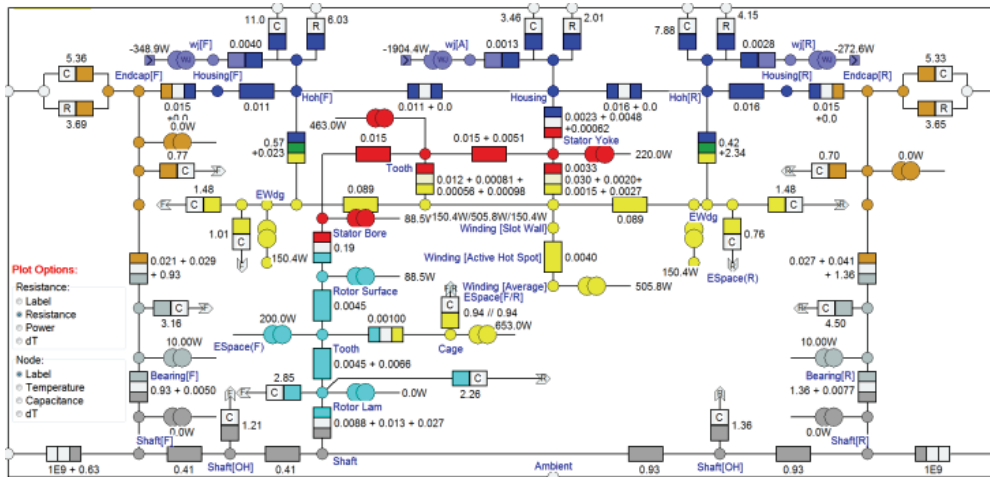 11.0
C
R
6.03
3.46
C
R
2.01
7.88
C
R
4.15
-348.9W
WJ
wj[F]
0.0040
-1904.4W
WJ
wj[A]
0.0013
0.0028
wj[R]
WJ
-272.6W
5.36
C
Endcap[F]
Housing[F]
Hoh[F]
Housing
Hoh[R]
Housing[R]
Endcap[R]
5.33
C
R
3.69
0.015
+0.0
0.011
0.011 + 0.0
0.016 + 0.0
0.016
0.015
+0.0
R
3.65
0.0W
463.0W
0.0023 + 0.0048
+0.00062
Stator Yoke
0.0W
0.77
C
F
0.57
+0.023
0.015
0.015 + 0.0051
220.0W
0.42
+2.34
0.70
R
C
Tooth
0.012 + 0.00081 +
0.00056 + 0.00098
0.0033
0.030 + 0.0020+
0.0015 + 0.0027
1.48
F
C
EWdg
0.089
88.5V
150.4W/505.8W/150.4W
Winding [Slot Wall]
0.089
EWdg
1.48
C
R
1.01
C
F
150.4W
Stator Bore
0.19
Winding [Active Hot Spot]
0.0040
150.4W
0.76
C
R
ESpace(R)
Plot Options:
Resistance:
Label
Resistance
Power
dT
Node:
Label
Temperature
Capacitance
dT
0.021 + 0.029
+ 0.93
Rotor Surface
88.5W
Winding [Average]
ESpace[F/R]
505.8W
0.027 + 0.041
+ 1.36
0.0045
C
0.94 // 0.94
C
3.16
C
4.50
200.0W
ESpace(F)
0.00100
653.0W
Cage
Tooth
10.00W
Bearing[F]
0.93 + 0.0050
0.0045 + 0.0066
10.00W
Bearing[R]
1.36 + 0.0077
2.85
F
C
0.0W
C
2.26
R
Rotor Lam
0.0W
C
1.21
0.0088 + 0.013 + 0.027
C
1.36
0.0W
Shaft[F]
Shaft[R]
1E9 + 0.63
0.41
Shaft[OH]
0.41
Shaft
Ambient
0.93
Shaft[OH]
0.93
1E9